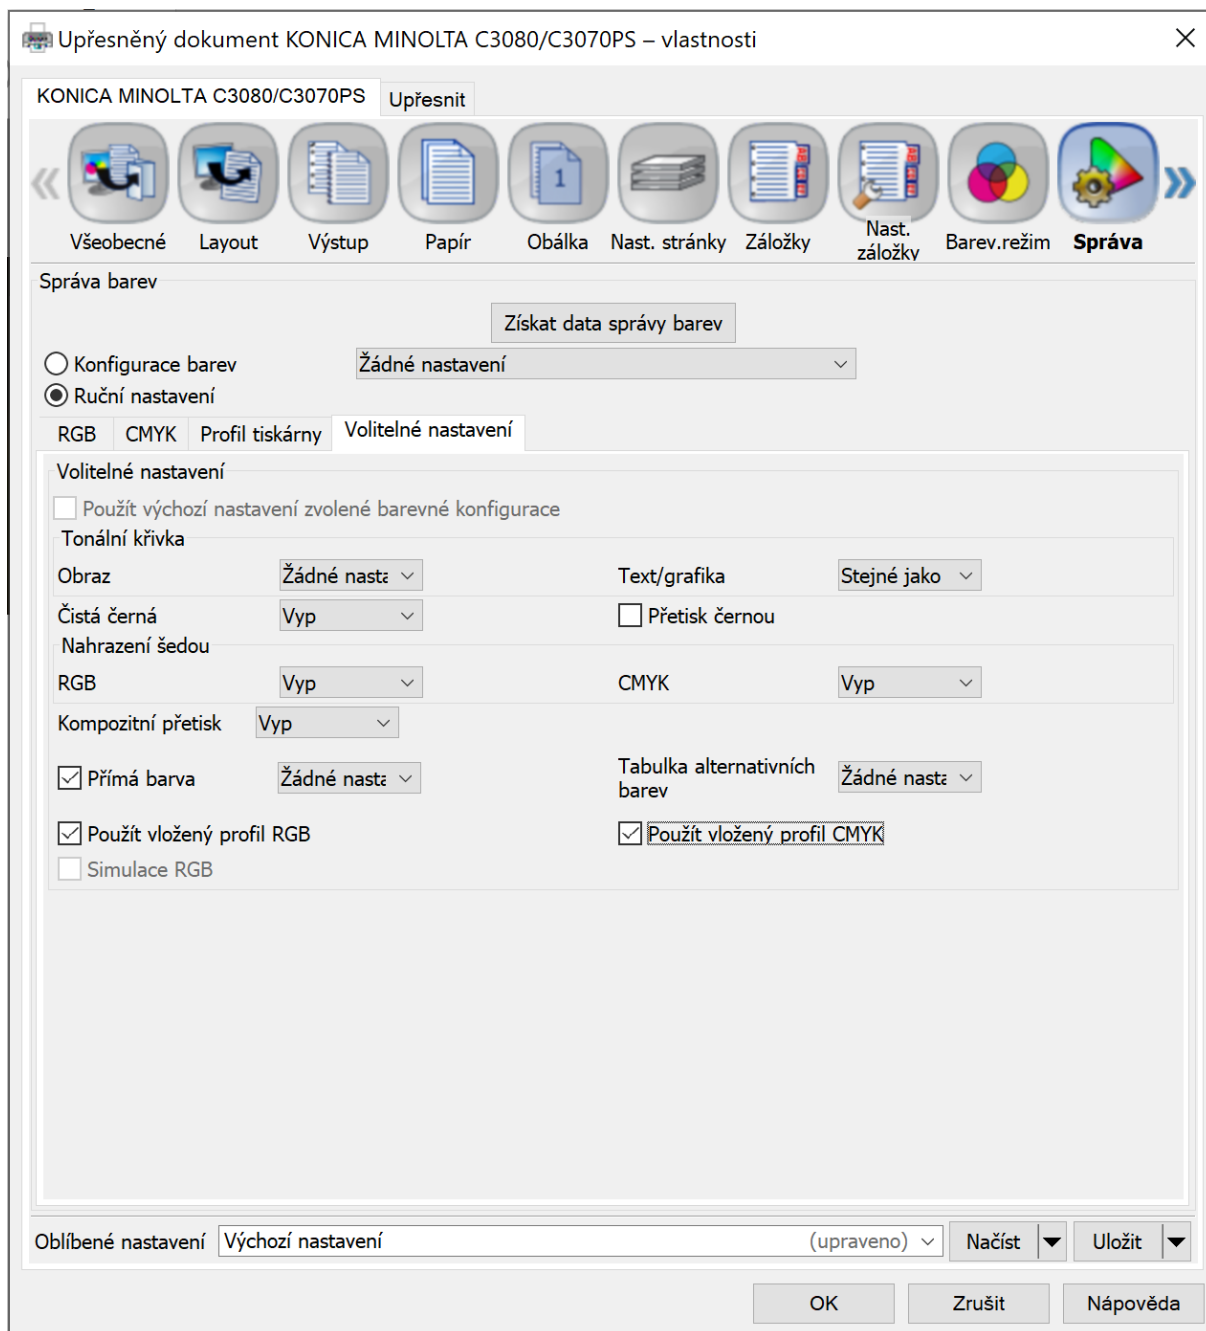 Upřesněný dokument KONICA MINOLTA C3080/C3070PS – vlastnosti
KONICA MINOLTA C3080/C3070PS
Upřesnit
1
Všeobecné
Layout
Výstup
Papír
Obálka
Nast. stránky
Záložky
Nast.
záložky
Barev.režim
Správa
Správa barev
Získat data správy barev
Konfigurace barev
Žádné nastavení
Ruční nastavení
RGB
CMYK
Profil tiskárny
Volitelné nastavení
Volitelné nastavení
Použít výchozí nastavení zvolené barevné konfigurace
Tonální křivka
Obraz
Žádné nasta
Text/grafika
Stejné jako
Čistá černá
Vyp
Přetisk černou
Nahrazení šedou
RGB
Vyp
CMYK
Vyp
Kompozitní přetisk
Vyp
Přímá barva
Žádné nasta
Tabulka alternativních
barev
Žádné nasta
Použít vložený profil RGB
Použít vložený profil CMYK
Simulace RGB
Oblíbené nastavení
Výchozí nastavení
(upraveno)
Načíst
Uložit
OK
Zrušit
Nápověda